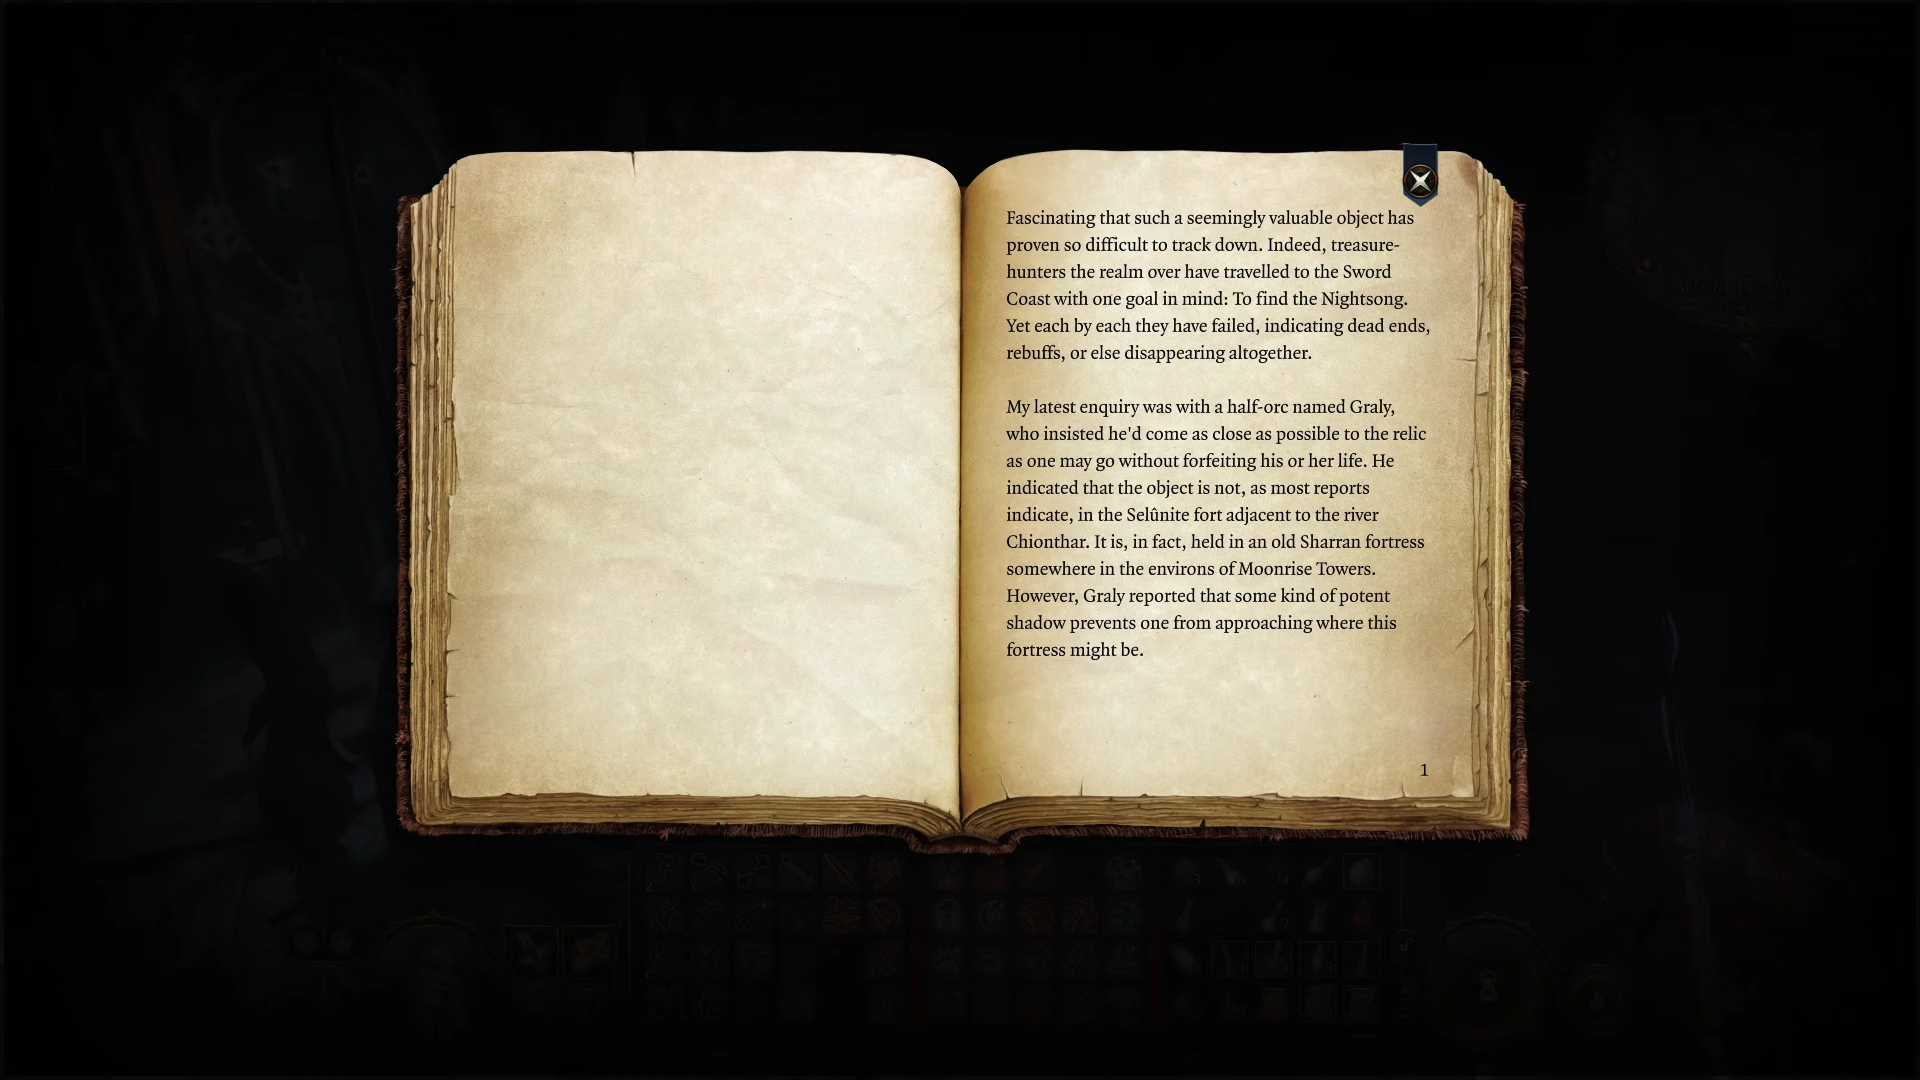 Fascinating that such a seemingly valuable object has
proven so difficult to track down. Indeed, treasure-
hunters the realm over have travelled to the Sword
Coast with one goal in mind: To find the Nightsong.
Yet each by each they have failed, indicating dead ends,
rebuffs, or else disappearing altogether.
My latest enquiry was with a half-orc named Graly,
who insisted he'd come as close as possible to the relic
as one may go without forfeiting his or her life. He
indicated that the object is not, as most reports
indicate, in the Selûnite fort adjacent to the river
Chionthar. It is, in fact, held in an old Sharran fortress
somewhere in the environs of Moonrise Towers.
However, Graly reported that some kind of potent
shadow prevents one from approaching where this
fortress might be.
1